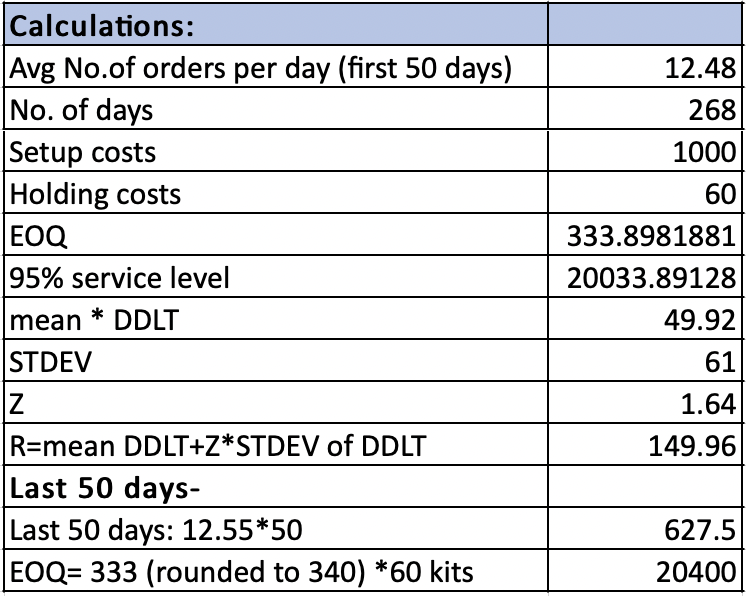 Calculations:
Avg No.of orders per day (first 50 days) 12.48
No. of days 268
Setup costs 1000
Holding costs 60
EOQ 333.8981881
95% service level 20033.89128
mean * DDLT 49.92
STDEV 61
Z 1.64
R=mean DDLT+Z*STDEV of DDLT 149.96
Last 50 days-
Last 50 days: 12.55*50 627.5
EOQ= 333 (rounded to 340) *60 kits 20400